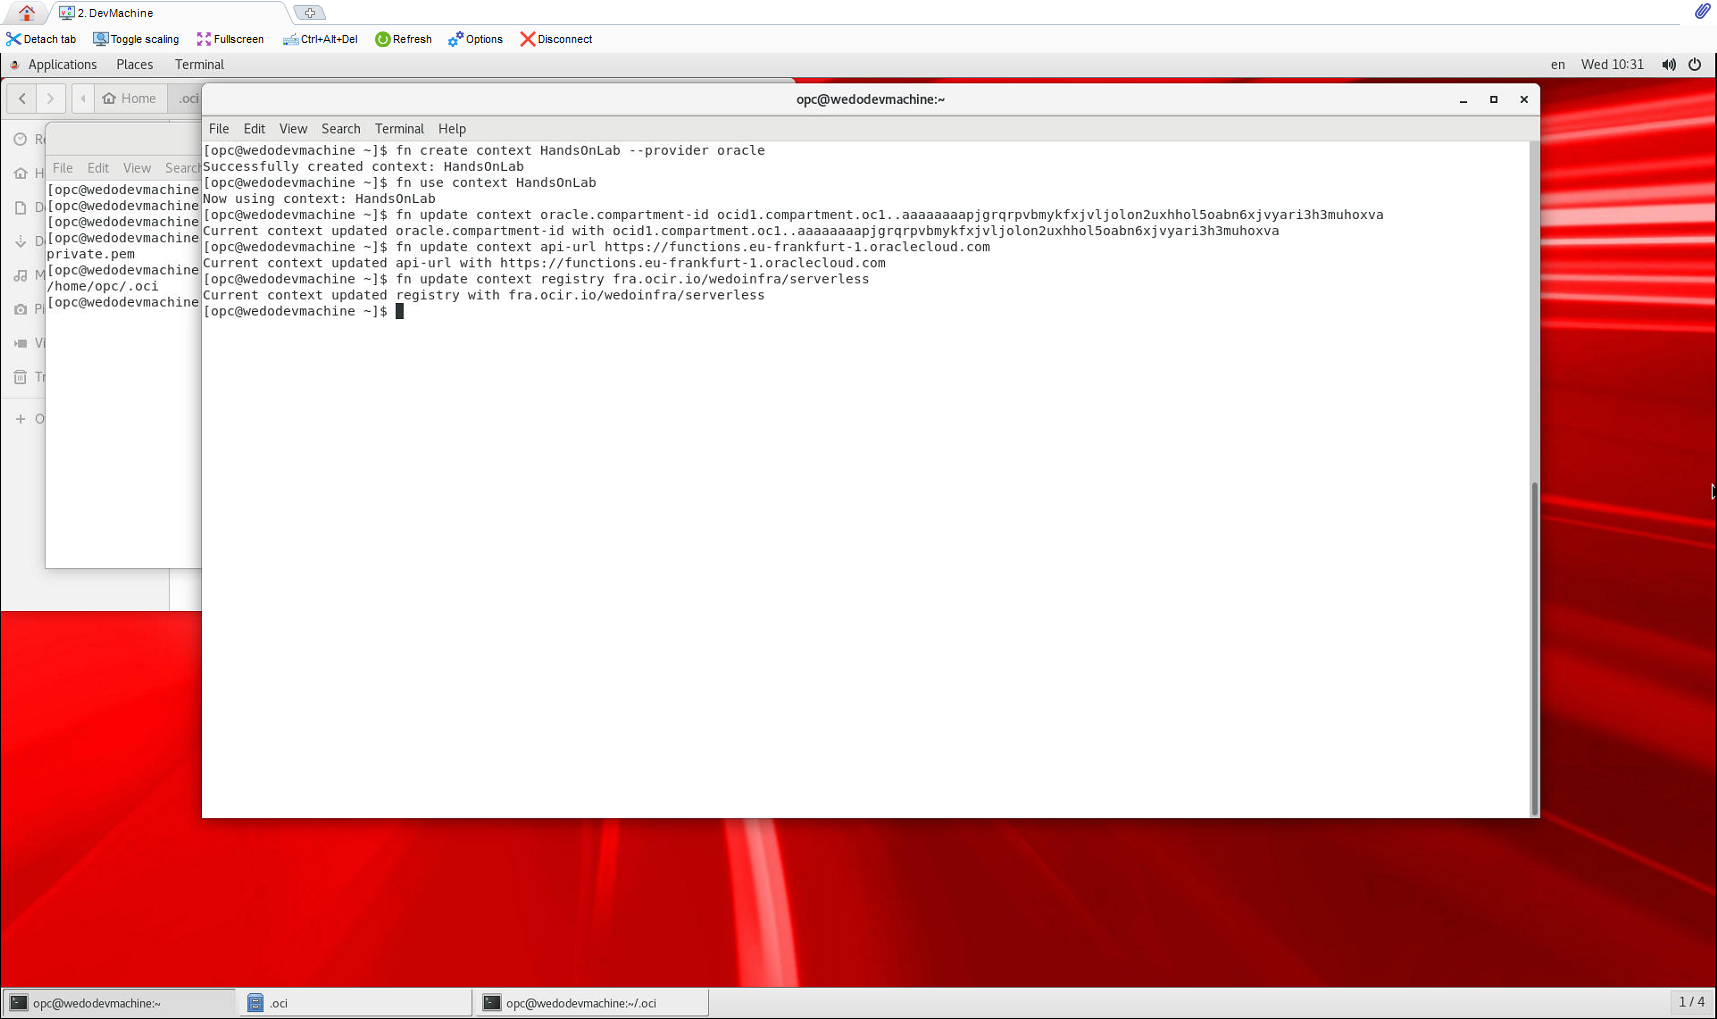 2. DevMachine
Detach tab
Toggle scaling
Fullscreen
Ctrl+Alt+Del
Refresh
Options
Disconnect
Applications Places Terminal
en Wed 10:31
Home
.oci
opc@wedodevmachine:~
File Edit View Search Terminal Help
[opc@wedodevmachine ~]$ fn create context HandsOnLab --provider oracle
Successfully created context: HandsOnLab
[opc@wedodevmachine ~]$ fn use context HandsOnLab
Now using context: HandsOnLab
[opc@wedodevmachine ~]$ fn update context oracle.compartment-id ocid1.compartment.oc1..aaaaaaaapjgrqrpvbmykfxjvljolon2uxhhol5oabn6xjvyari3h3muhoxva
Current context updated oracle.compartment-id with ocid1.compartment.oc1..aaaaaaaapjgrqrpvbmykfxjvljolon2uxhhol5oabn6xjvyari3h3muhoxva
[opc@wedodevmachine ~]$ fn update context api-url https://functions.eu-frankfurt-1.oraclecloud.com
Current context updated api-url with https://functions.eu-frankfurt-1.oraclecloud.com
[opc@wedodevmachine ~]$ fn update context registry fra.ocir.io/wedoinfra/serverless
Current context updated registry with fra.ocir.io/wedoinfra/serverless
[opc@wedodevmachine ~]$
File Edit View Search
[opc@wedodevmachine
[opc@wedodevmachine
[opc@wedodevmachine
[opc@wedodevmachine
private.pem
[opc@wedodevmachine
/home/opc/.oci
[opc@wedodevmachine
opc@wedodevmachine:~
.oci
opc@wedodevmachine:~/.oci
1 / 4